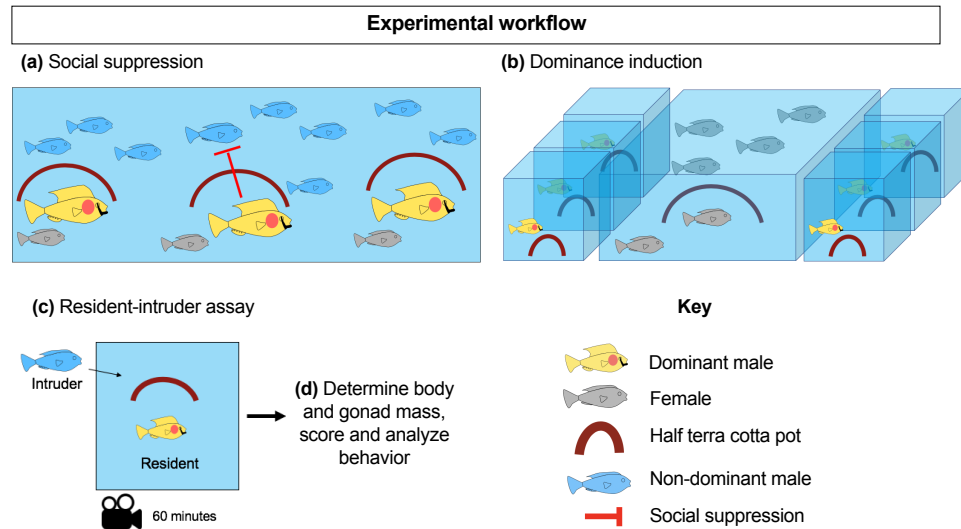 Experimental workflow
(a) Social suppression
(b) Dominance induction
(c) Resident-intruder assay
Intruder
Resident
60 minutes
(d) Determine body
and gonad mass,
score and analyze
behavior
Key
Dominant male
Female
Half terra cotta pot
Non-dominant male
Social suppression